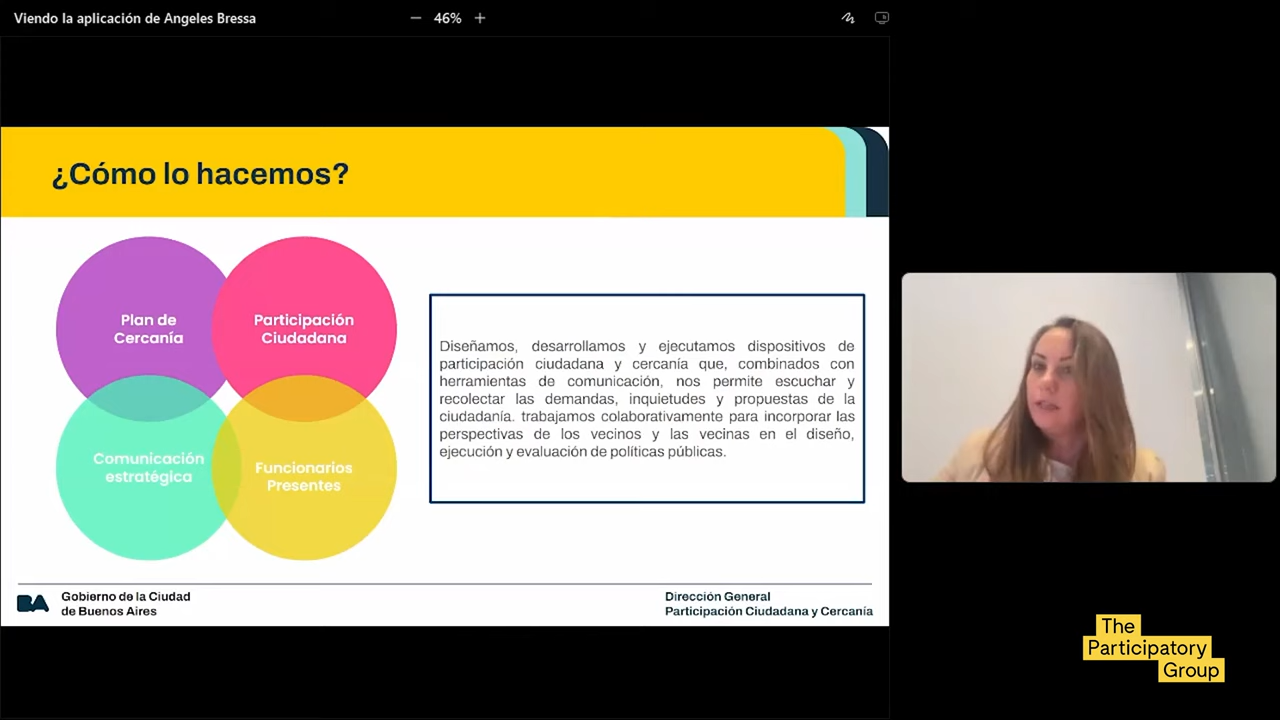 Viendo la aplicación de Angeles Bressa
46%
¿Cómo lo hacemos?
Plan de
Cercanía
Participación
Ciudadana
Comunicación
estratégica
Funcionarios
Presentes
Diseñamos, desarrollamos y ejecutamos dispositivos de
participación ciudadana y cercanía que, combinados con
herramientas de comunicación, nos permite escuchar y
recolectar las demandas, inquietudes y propuestas de la
ciudadanía. trabajamos colaborativamente para incorporar las
perspectivas de los vecinos y las vecinas en el diseño,
ejecución y evaluación de políticas públicas.
BA
Gobierno de la Ciudad
de Buenos Aires
Dirección General
Participación Ciudadana y Cercanía
The
Participatory
Group